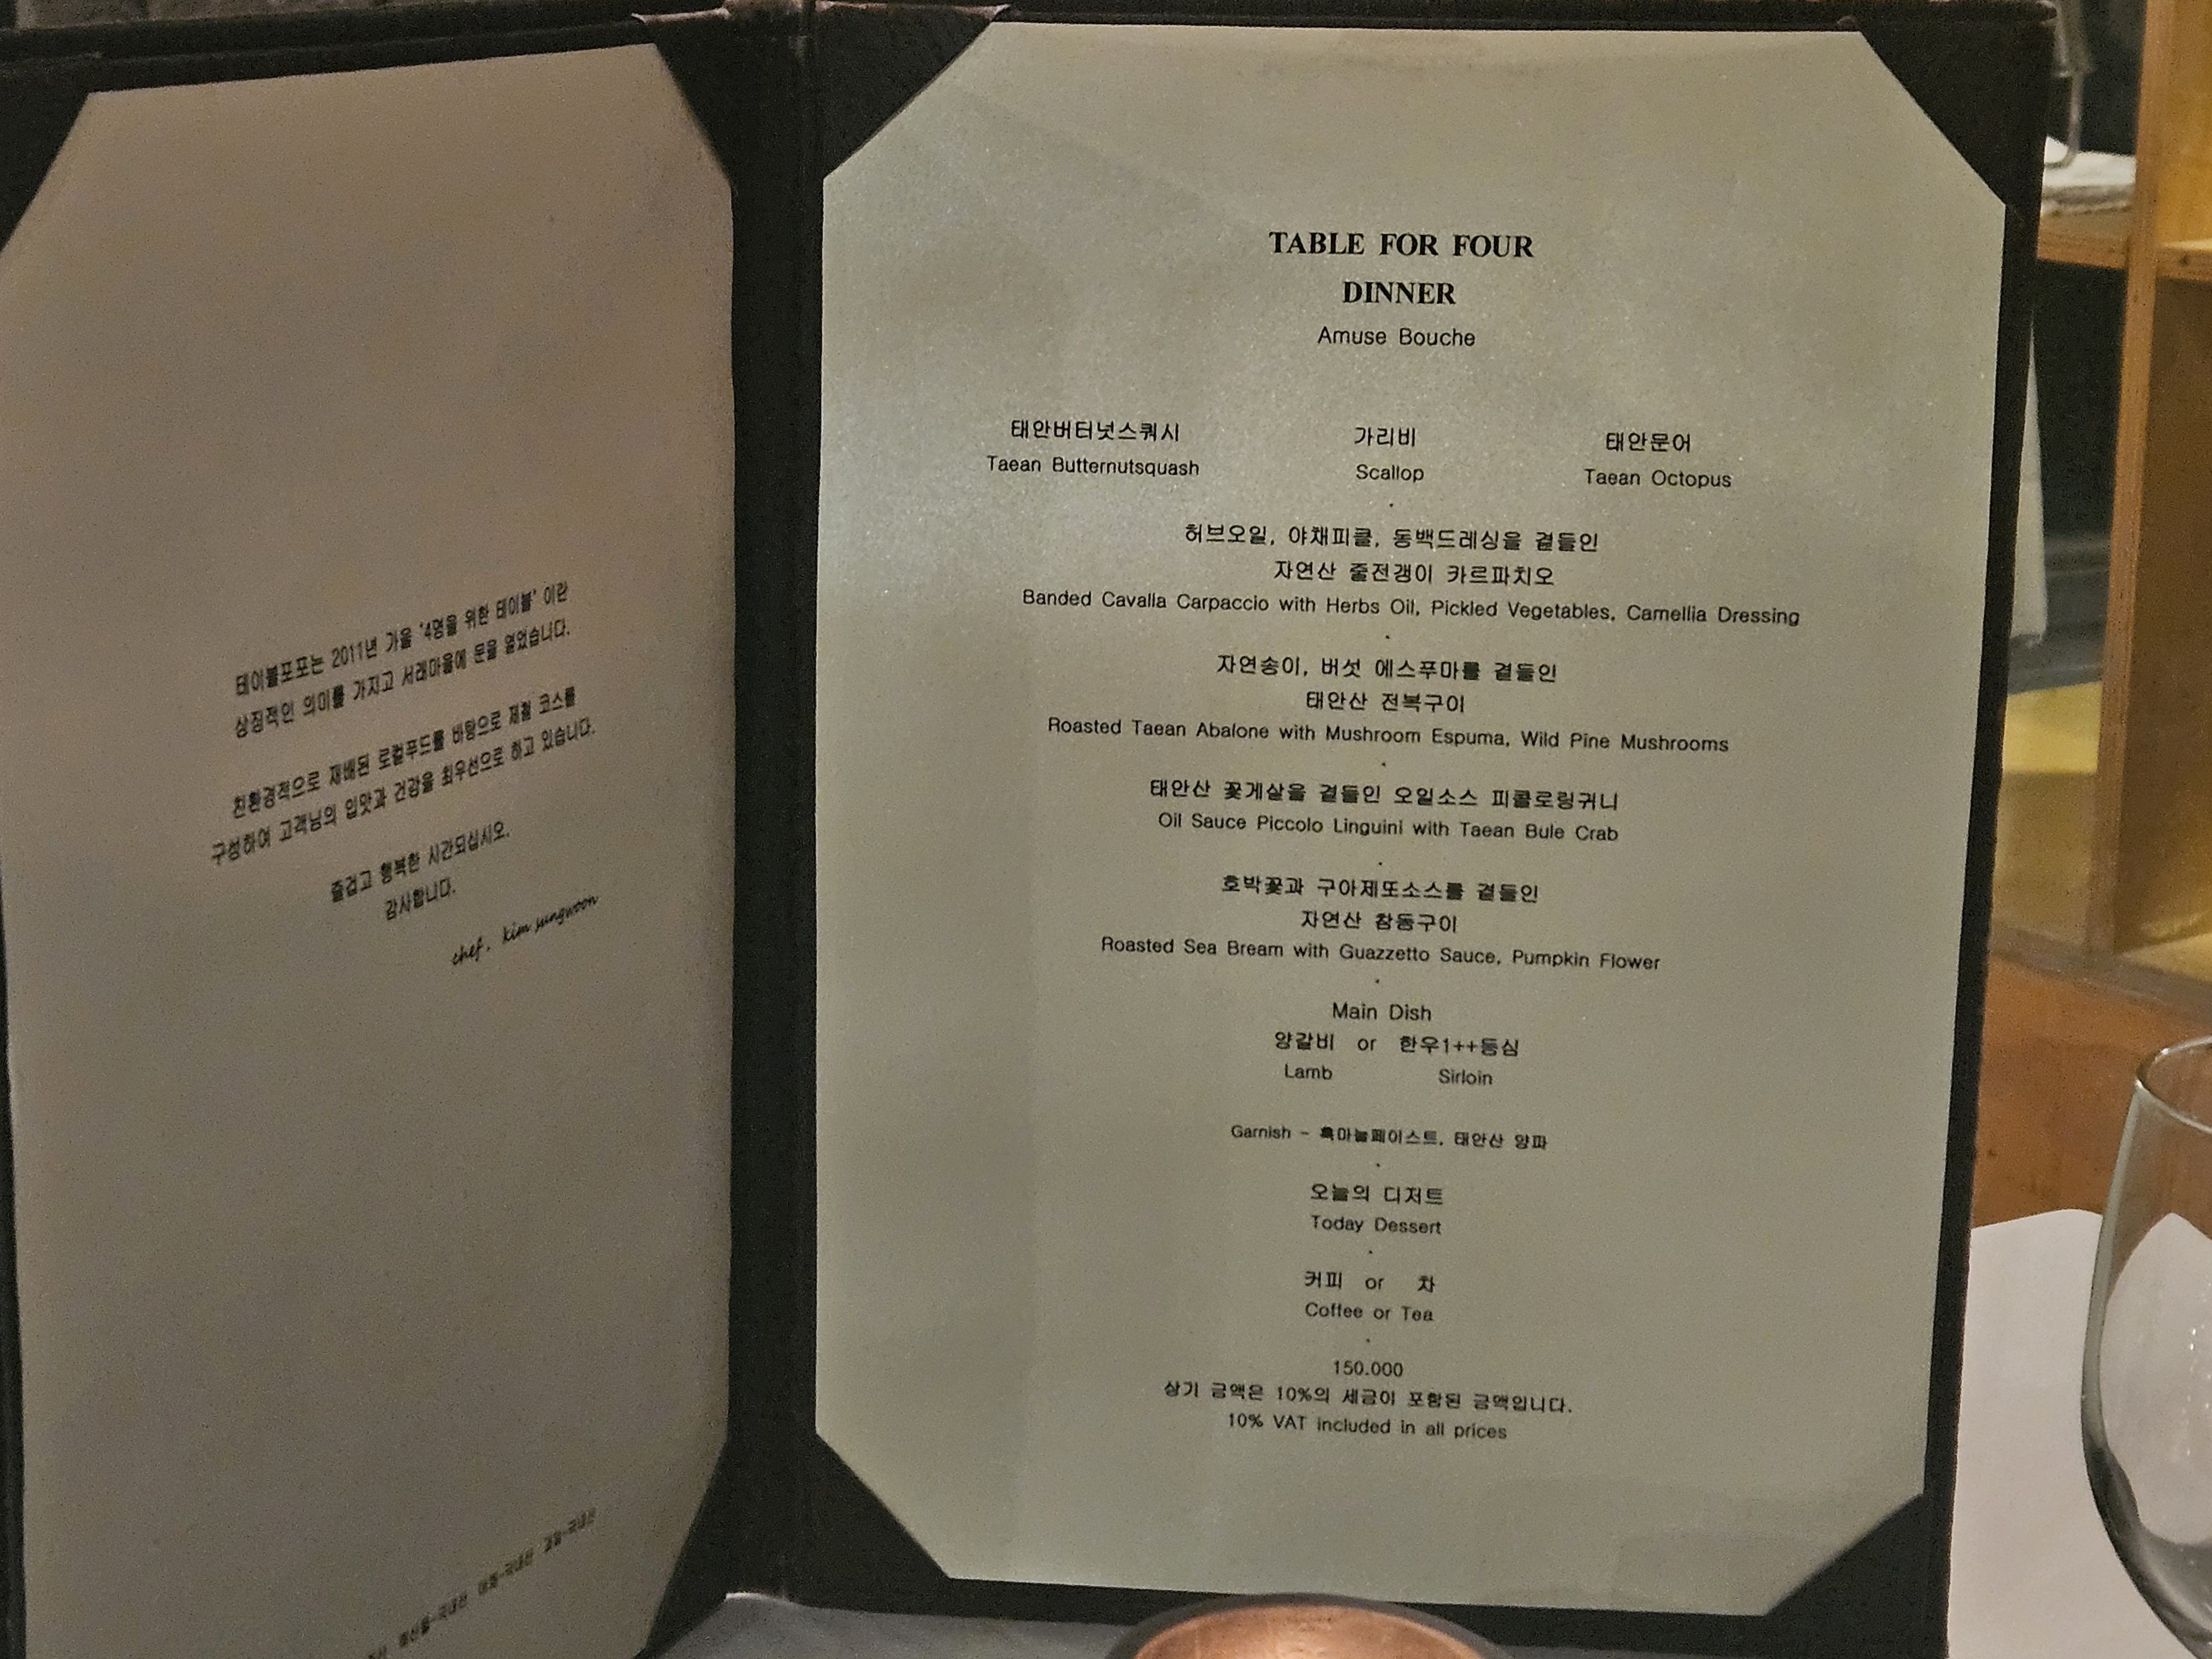 테이블포포는 2011년 가을 '4명을 위한 테이블' 이란
상징적인 의미를 가지고 서래마을에 문을 열었습니다.
친환경적으로 재배된 로컬푸드를 바탕으로 제철 코스를
구성하여 고객님의 입맛과 건강을 최우선으로 하고 있습니다.
즐겁고 행복한 시간되십시오.
감사합니다.
chef. kim sungwoon
해산물-국내산
TABLE FOR FOUR
DINNER
Amuse Bouche
태안버터넛스쿼시 가리비 태안문어
Taean Butternutsquash Scallop Taean Octopus
허브오일, 야채피클, 동백드레싱을 곁들인
자연산 줄전갱이 카르파치오
Banded Cavalla Carpaccio with Herbs Oil, Pickled Vegetables, Camellia Dressing
자연송이, 버섯 에스푸마를 곁들인
태안산 전복구이
Roasted Taean Abalone with Mushroom Espuma, Wild Pine Mushrooms
태안산 꽃게살을 곁들인 오일소스 피콜로링귀니
Oil Sauce Piccolo Linguini with Taean Bule Crab
호박꽃과 구아제또소스를 곁들인
자연산 참돔구이
Roasted Sea Bream with Guazzetto Sauce, Pumpkin Flower
Main Dish
양갈비 or 한우1++등심
Lamb Sirloin
Garnish - 흑마늘페이스트, 태안산 양파
오늘의 디저트
Today Dessert
커피 or 차
Coffee or Tea
150.000
상기 금액은 10%의 세금이 포함된 금액입니다.
10% VAT included in all prices